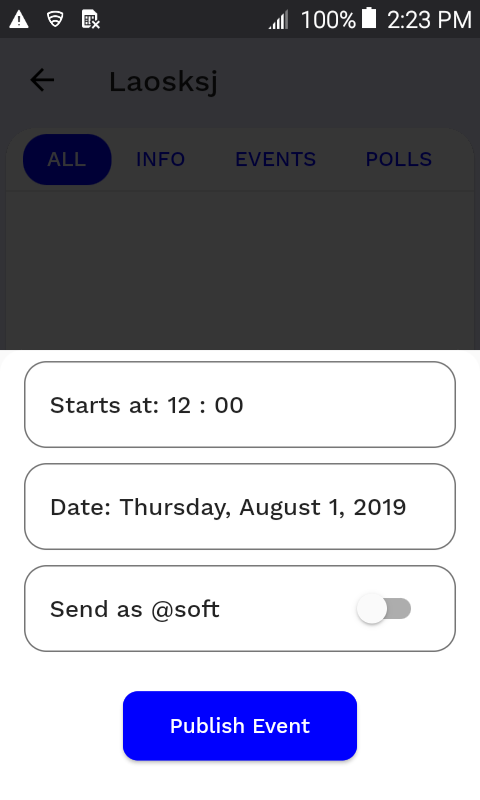 100% 2:23 PM
Laosksj
ALL INFO EVENTS POLLS
Starts at: 12 : 00
Date: Thursday, August 1, 2019
Send as @soft
Publish Event